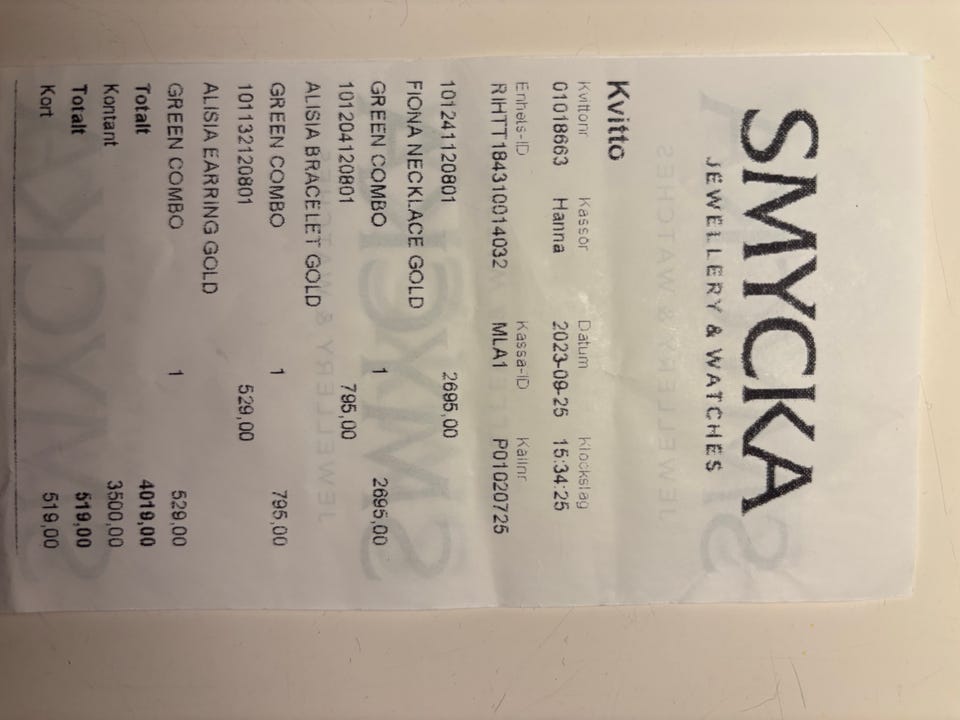 SMYCKA
JEWELLERY & WATCHES
Kvitto
Kvittonr Kassör Datum Klockslag
01018663 Hanna 2023-09-25 15:34:25
Enhets-ID Kassa-ID
RIHTT184310014032 MLA1 P01020725
101241120801 2695,00
FIONA NECKLACE GOLD
GREEN COMBO 1 2695,00
101204120801 795,00
ALISIA BRACELET GOLD
GREEN COMBO 1 795,00
101132120801 529,00
ALISIA EARRING GOLD
GREEN COMBO 1 529,00
Totalt 4019,00
Kontant 3500,00
Totalt 519,00
Kort 519,00